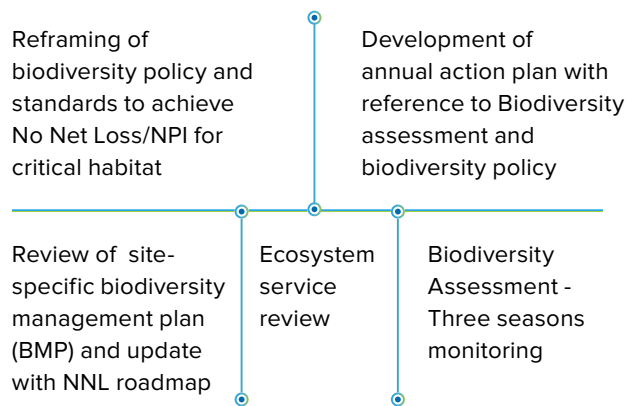 Reframing of
biodiversity policy and
standards to achieve
No Net Loss/NPI for
critical habitat
Development of
annual action plan with
reference to Biodiversity
assessment and
biodiversity policy
Review of site-
specific biodiversity
management plan
(BMP) and update
with NNL roadmap
Ecosystem
service
review
Biodiversity
Assessment -
Three seasons
monitoring